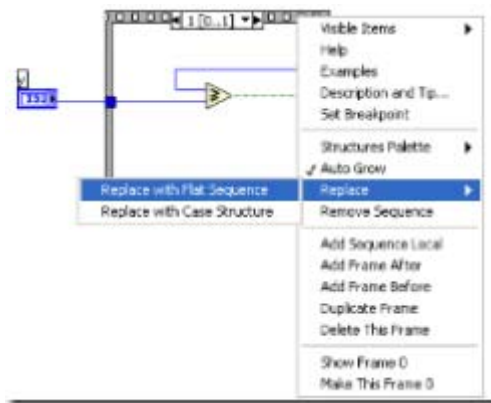 1 [0..1]
Visible Items
Help
Examples
Description and Tip...
Set Breakpoint
Structures Palette
Auto Grow
Replace with Flat Sequence
Replace
Replace with Case Structure
Remove Sequence
Add Sequence Local
Add Frame After
Add Frame Before
Duplicate Frame
Delete This Frame
Show Frame 0
Make This Frame 0